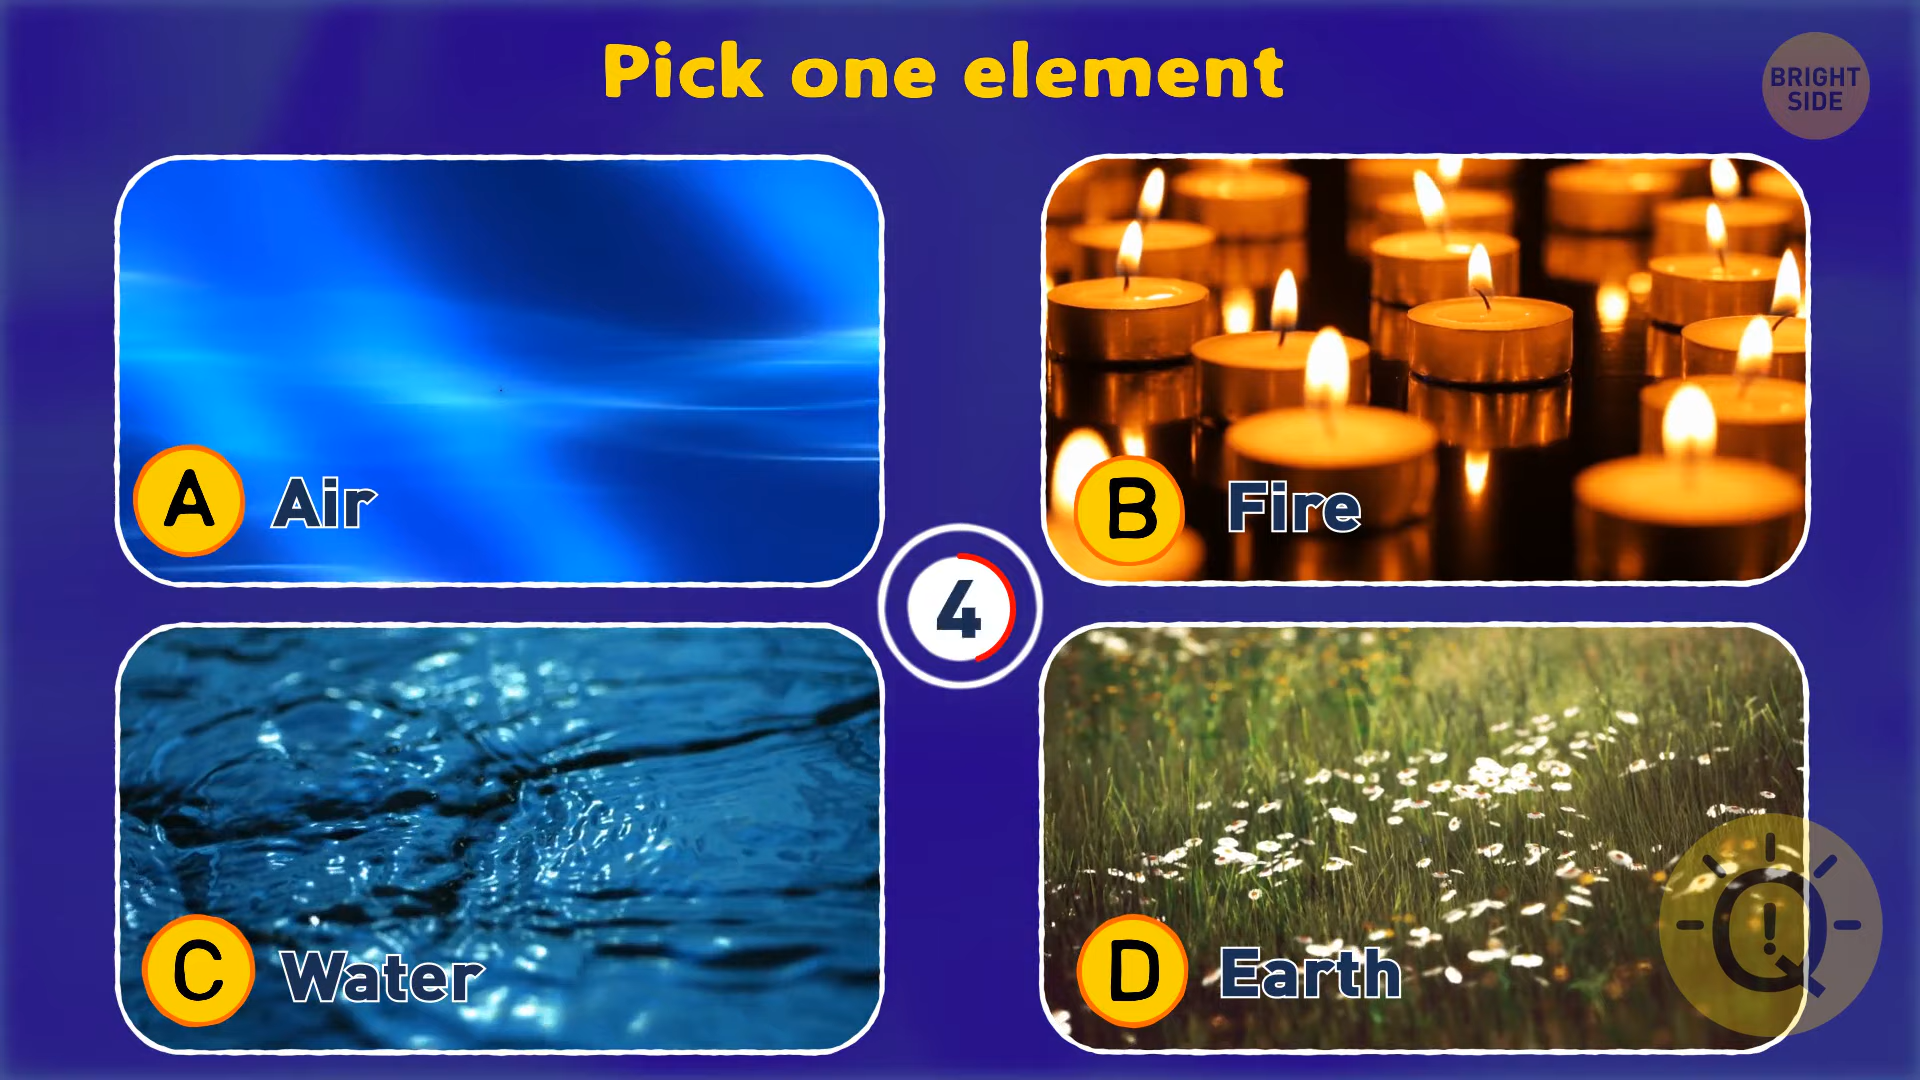 Pick one element
BRIGHT
SIDE
A Air
B Fire
4
C Water
D Earth
Q!